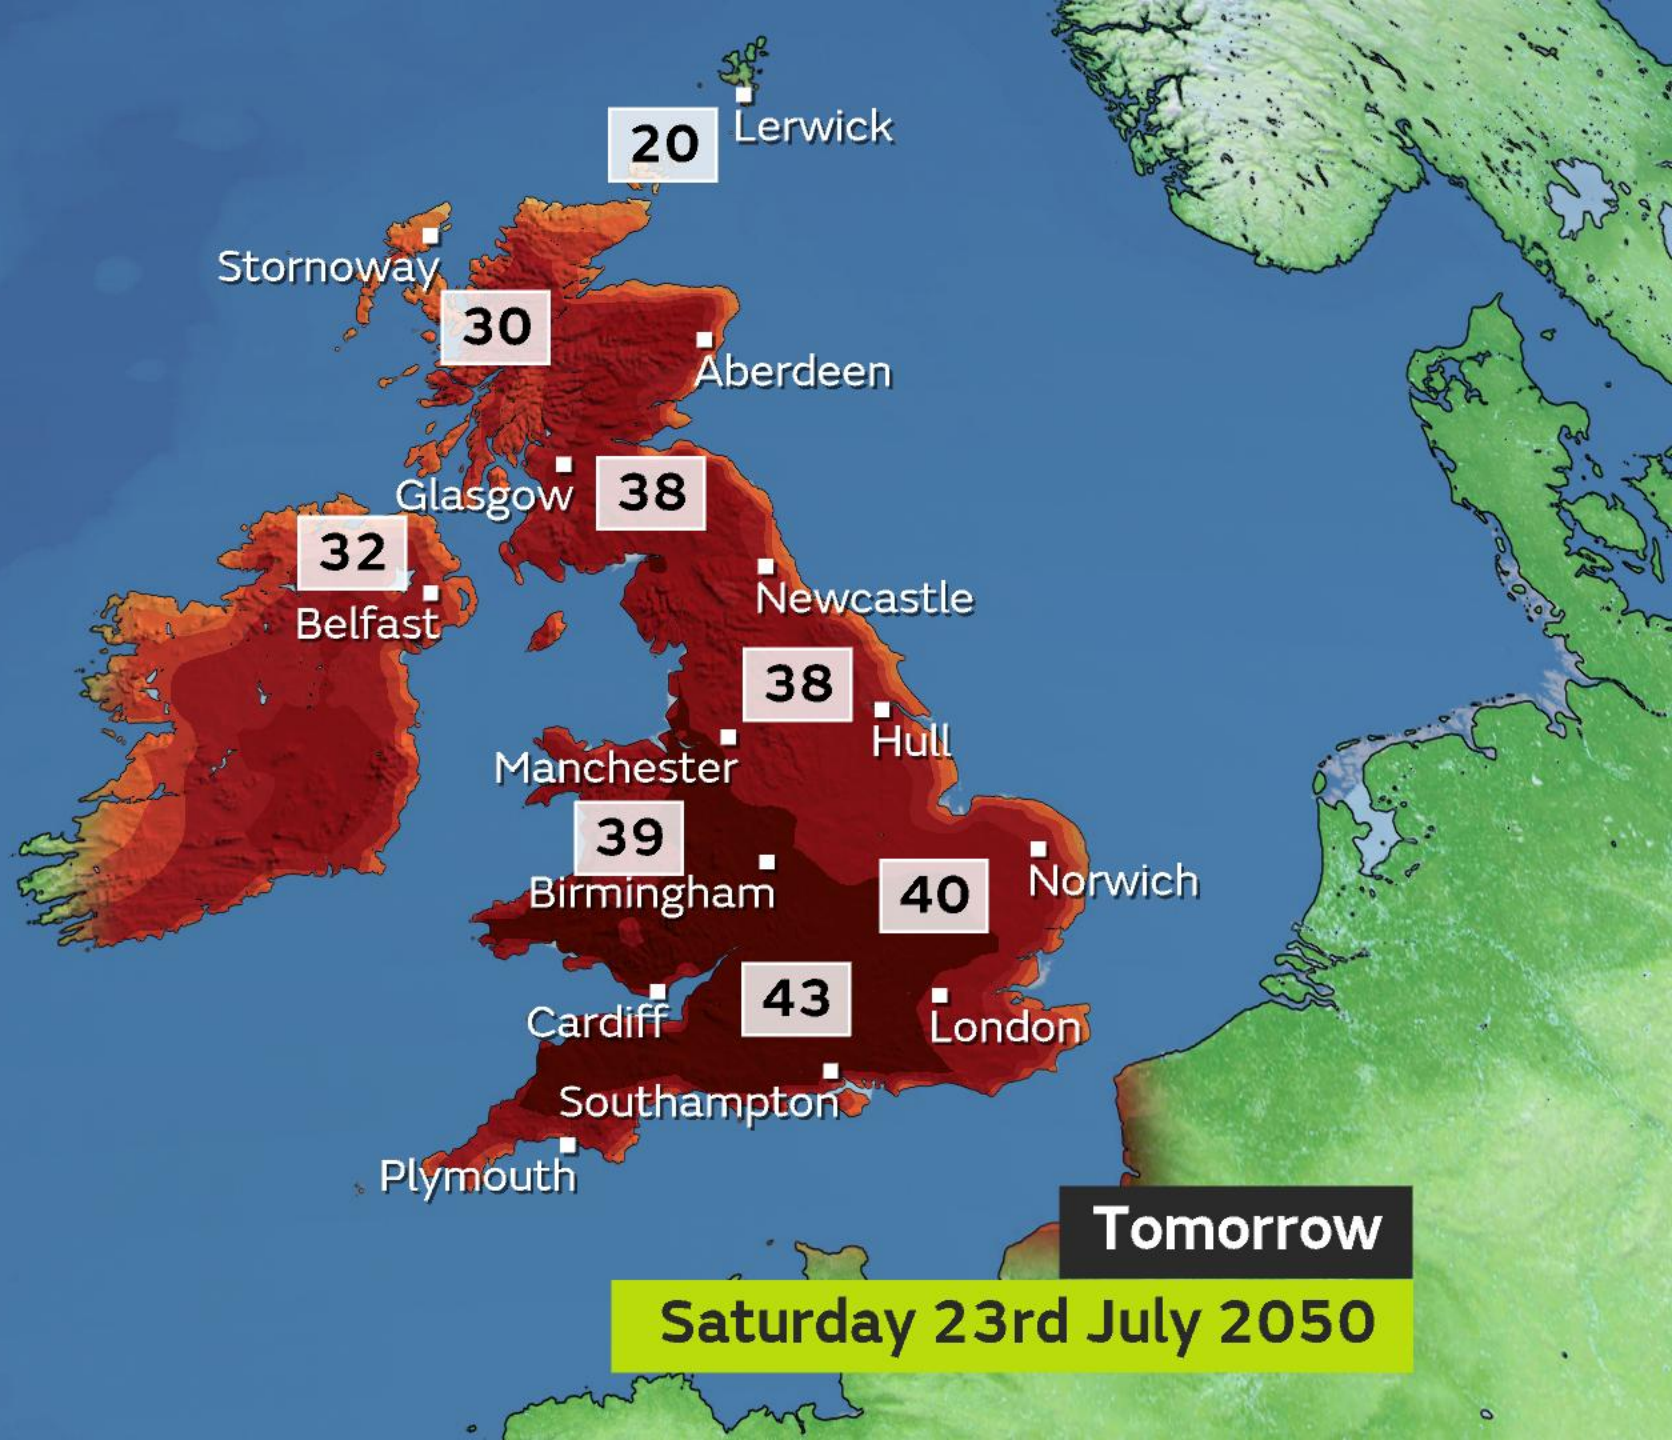 Lerwick
20
Stornoway
30
Aberdeen
Glasgow
38
32
Belfast
Newcastle
38
Hull
Manchester
39
Birmingham
Norwich
40
43
Cardiff
London
Southampton
Plymouth
Tomorrow
Saturday 23rd July 2050